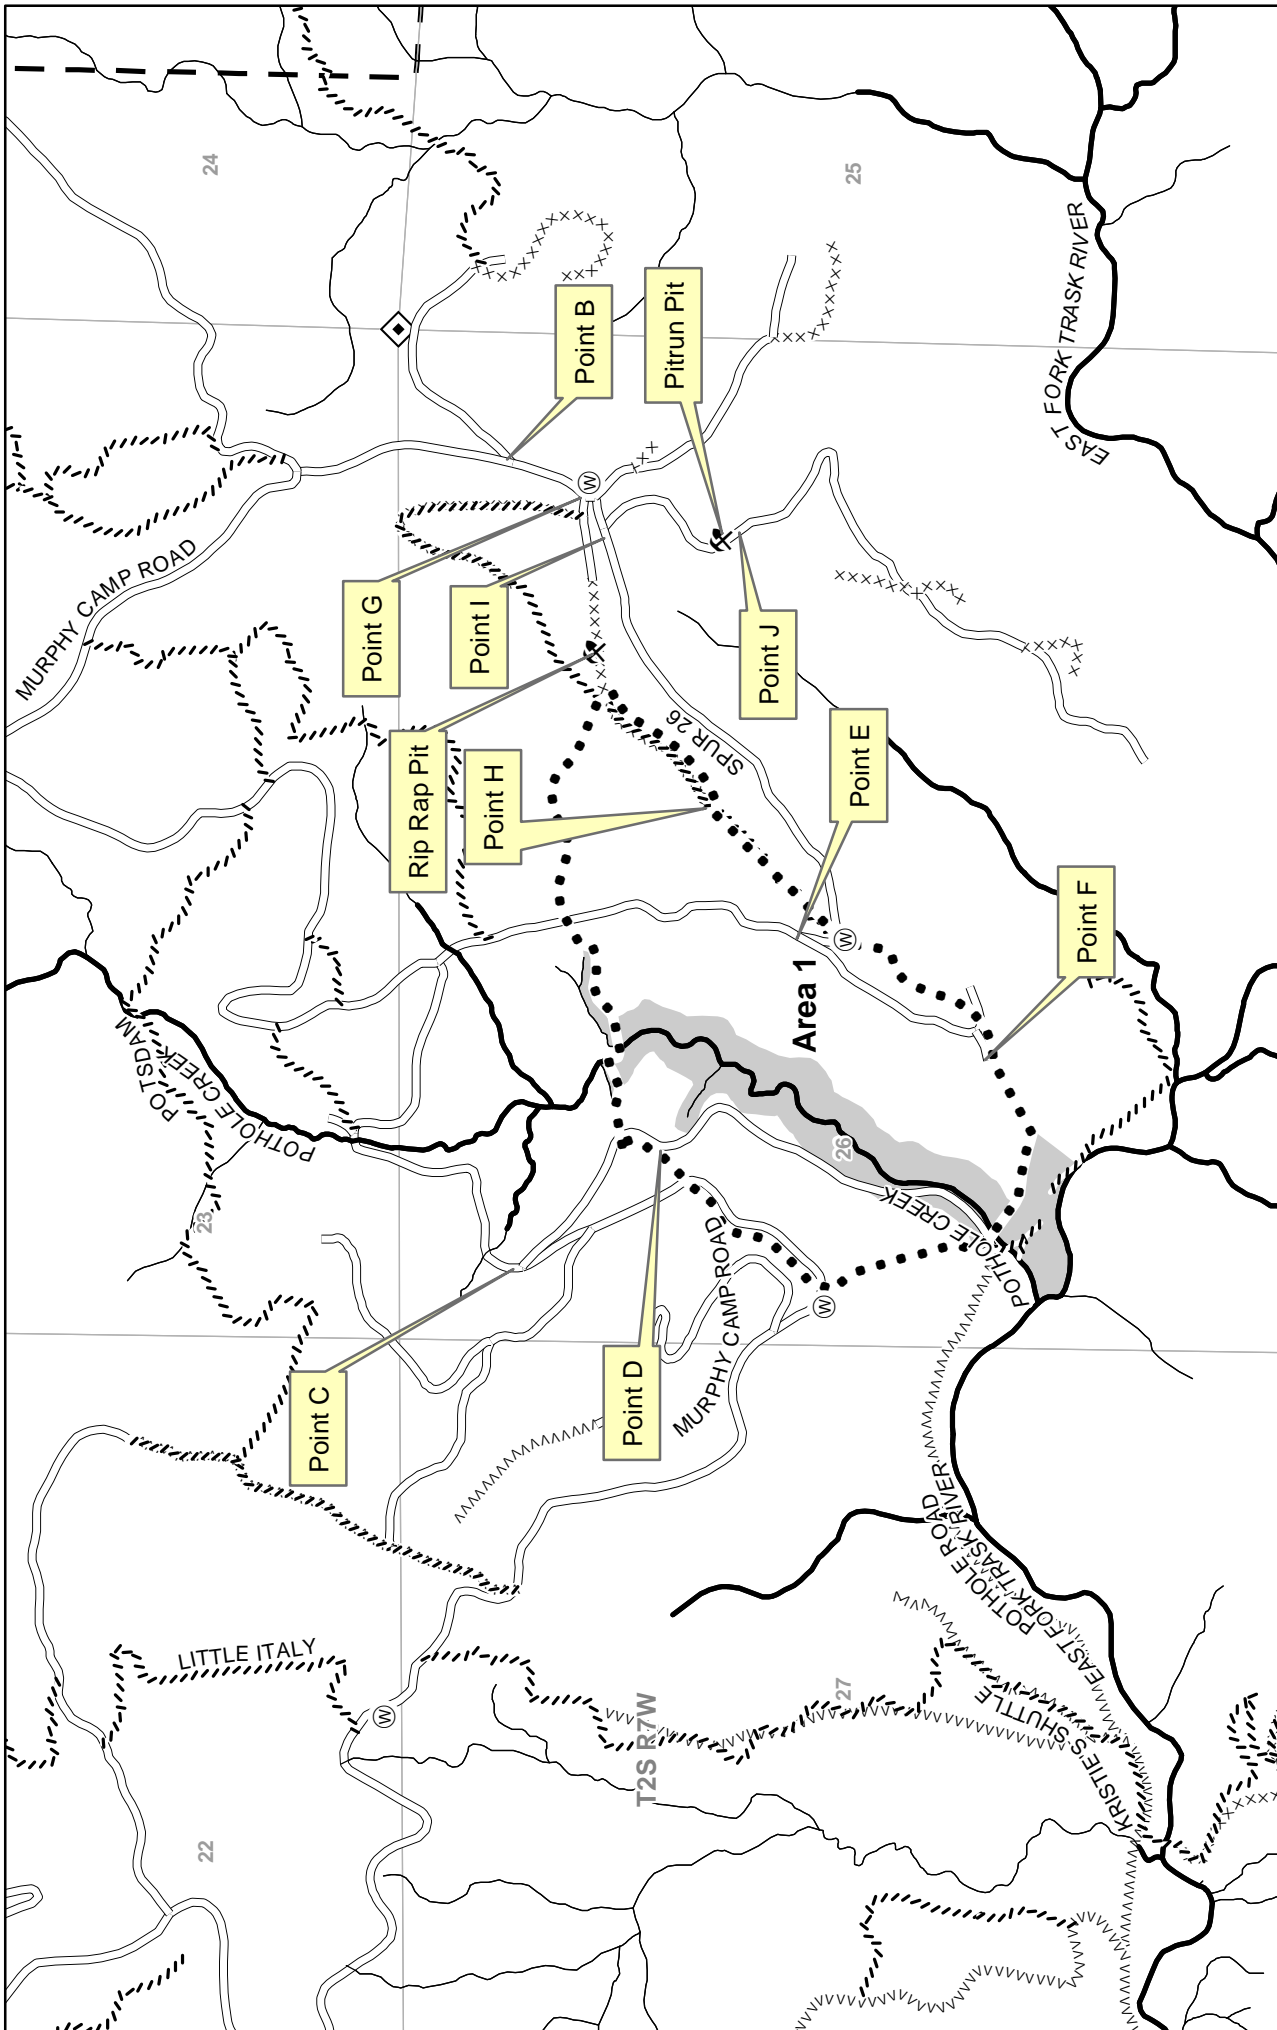 24
25
MURPHY CAMP ROAD
Point B
Pitrun Pit
EAST FORK TRASK RIVER
W
Point G
Point I
Point J
Rip Rap Pit
Point H
SPUR 26
Point E
Point F
W
Area 1
POTSDAM
POTHOLE CREEK
23
26
POTHOLE CREEK
Point C
Point D
MURPHY CAMP ROAD
W
LITTLE ITALY
W
22
T2S R7W
27
POTHOLE ROAD
EAST FORK TRASK RIVER
KRISTIE'S SHUTTLE